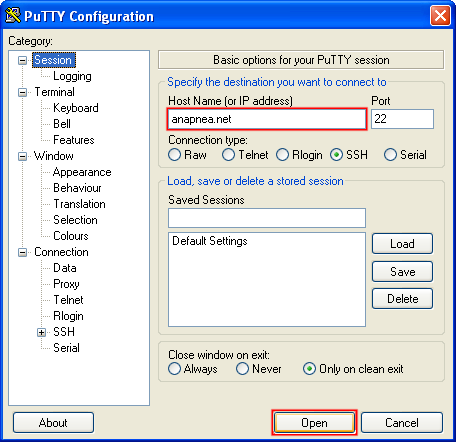 PuTTY Configuration
Category:
Session
Logging
Terminal
Keyboard
Bell
Features
Window
Appearance
Behaviour
Translation
Selection
Colours
Connection
Data
Proxy
Telnet
Rlogin
SSH
Serial
Basic options for your PuTTY session
Specify the destination you want to connect to
Host Name (or IP address) Port
anapnea.net 22
Connection type:
Raw Telnet Rlogin SSH Serial
Load, save or delete a stored session
Saved Sessions
Default Settings
Load
Save
Delete
Close window on exit:
Always Never Only on clean exit
About Open Cancel